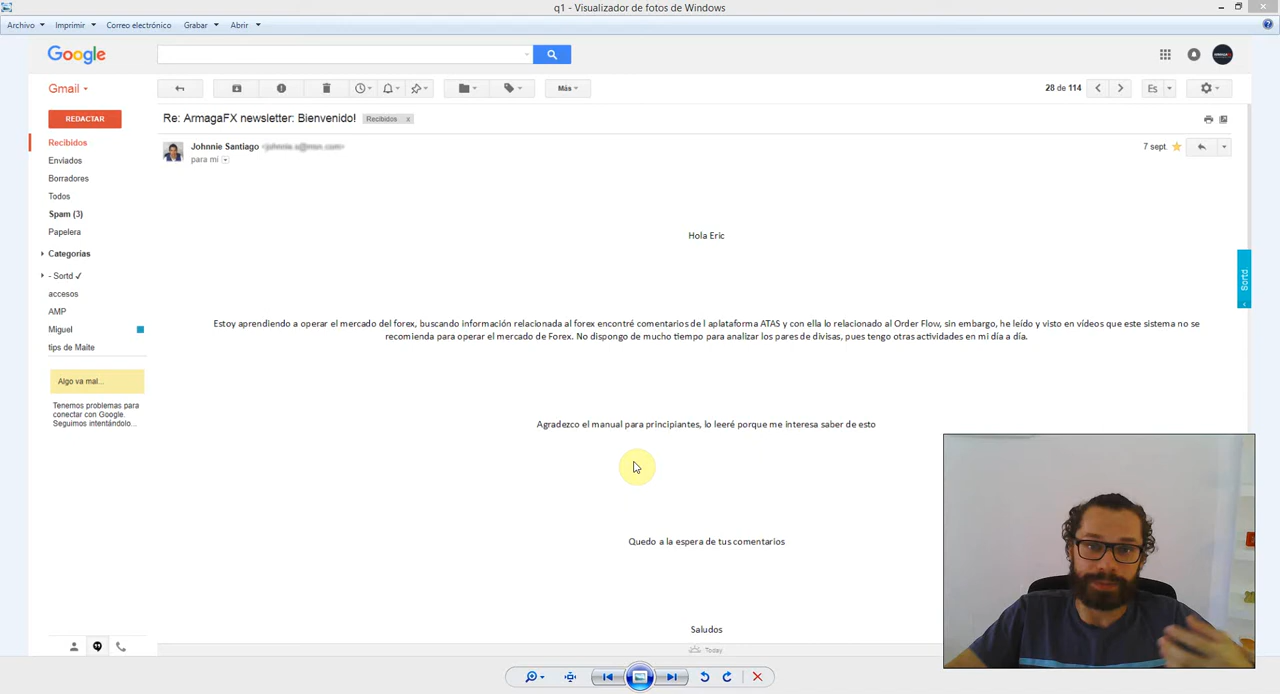 q1 - Visualizador de fotos de Windows
Archivo Imprimir Correo electrónico Grabar Abrir
Google
Gmail
Más
28 de 114
Es
REDACTAR
Re: ArmagaFX newsletter: Bienvenido! Recibidos x
Recibidos
Johnnie Santiago
7 sept.
para mi
Enviados
Borradores
Todos
Spam (3)
Papelera
Hola Eric
Categorías
- Sortd ✓
Sortd
accesos
AMP
Estoy aprendiendo a operar el mercado del forex, buscando información relacionada al forex encontré comentarios de l aplataforma ATAS y con ella lo relacionado al Order Flow, sin embargo, he leído y visto en vídeos que este sistema no se
recomienda para operar el mercado de Forex. No dispongo de mucho tiempo para analizar los pares de divisas, pues tengo otras actividades en mi día a día.
Miguel
tips de Maite
Algo va mal...
Tenemos problemas para
conectar con Google.
Seguimos intentándolo...
Agradezco el manual para principiantes, lo leeré porque me interesa saber de esto
Quedo a la espera de tus comentarios
Saludos
Today